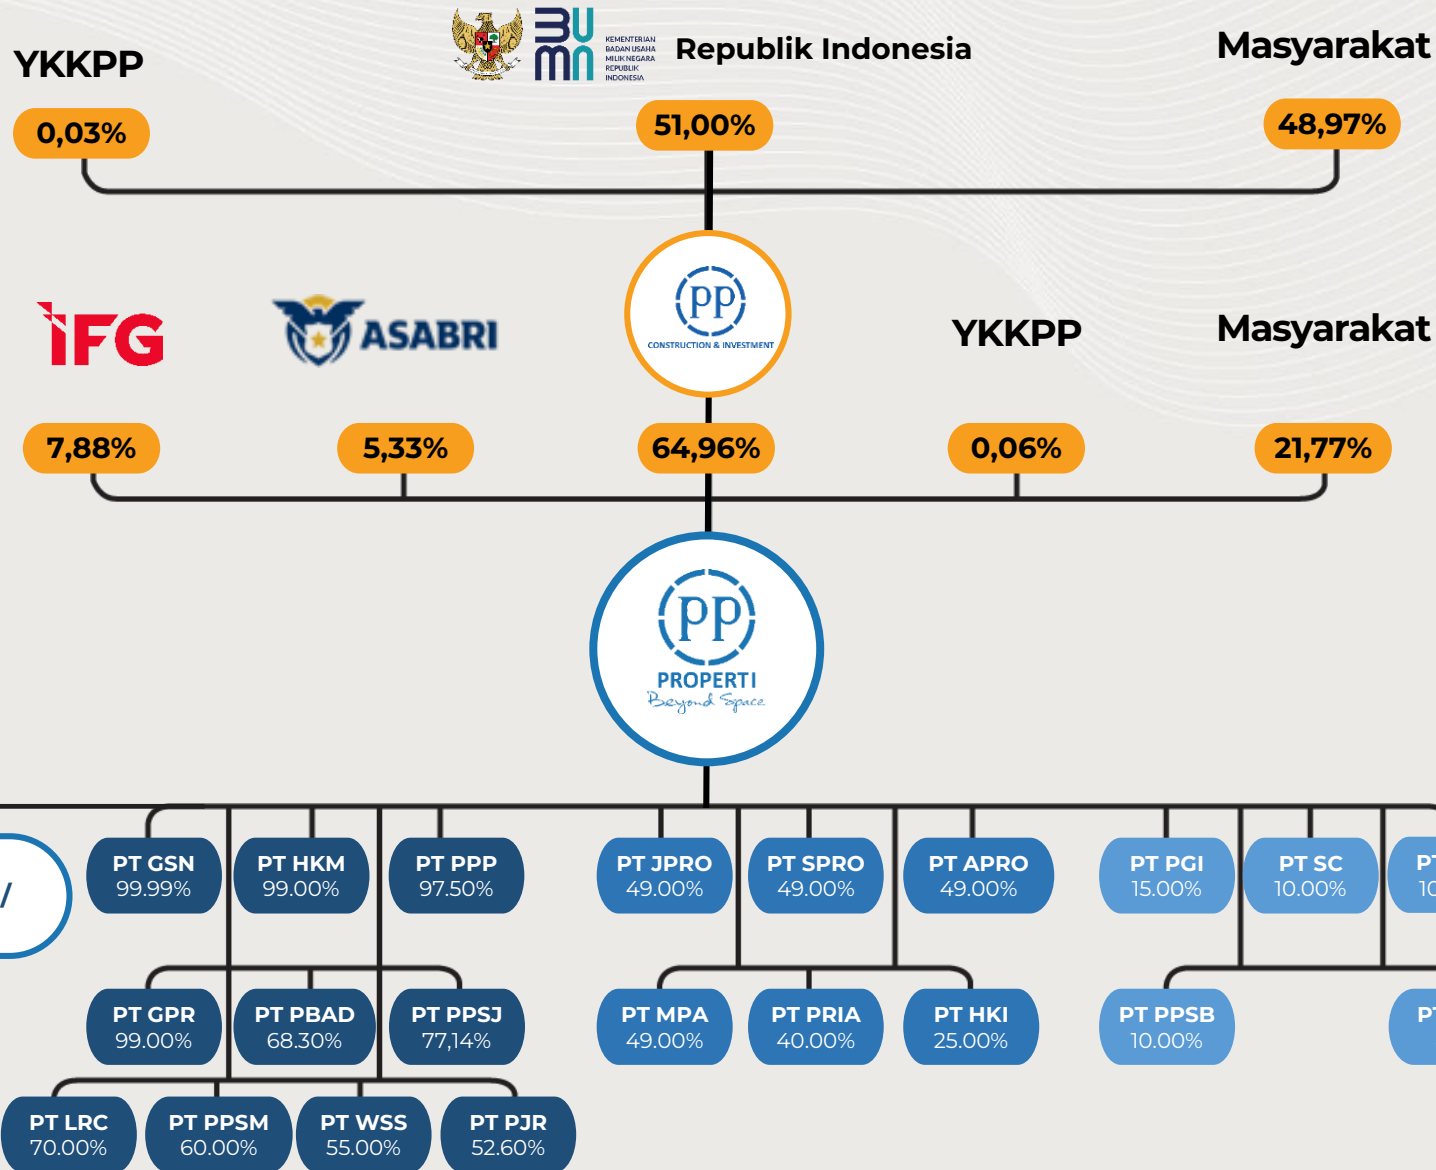 YKKPP
BUMN
KEMENTERIAN
BADAN USAHA
MILIK NEGARA
REPUBLIK
INDONESIA
Republik Indonesia
Masyarakat
0,03%
51,00%
48,97%
IFG
ASABRI
pp
CONSTRUCTION & INVESTMENT
YKKPP
Masyarakat
7,88%
5,33%
64,96%
0,06%
21,77%
pp
PROPERTI
Beyond Space
PT GSN
99.99%
PT HKM
99.00%
PT PPP
97.50%
PT JPRO
49.00%
PT SPRO
49.00%
PT APRO
49.00%
PT PGI
15.00%
PT SC
10.00%
PT GPR
99.00%
PT PBAD
68.30%
PT PPSJ
77,14%
PT MPA
49.00%
PT PRIA
40.00%
PT HKI
25.00%
PT PPSB
10.00%
PT LRC
70.00%
PT PPSM
60.00%
PT WSS
55.00%
PT PJR
52.60%